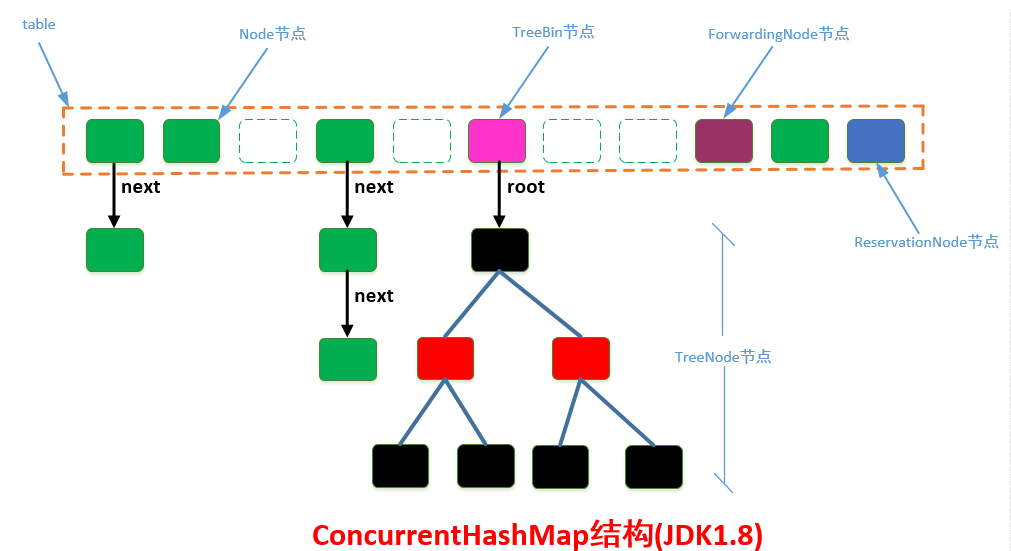 table
Node节点
TreeBin节点
ForwardingNode节点
next
next
root
ReservationNode节点
next
TreeNode节点
ConcurrentHashMap结构(JDK1.8)